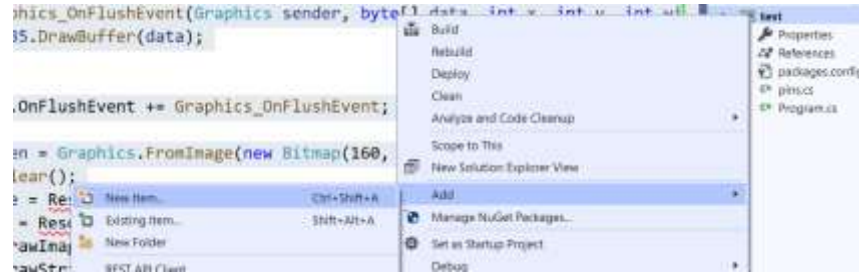 phics_OnFlushEvent(Graphics sender, byte[] data, int x, int y, int w
35.DrawBuffer(data);
.OnFlushEvent += Graphics_OnFlushEvent;
en = Graphics.FromImage(new Bitmap(160,
lear();
e = Re
= Reso
rawImag
rawStr
Build
Rebuild
Deploy
Clean
Analyze and Code Cleanup
Scope to This
New Solution Explorer View
Add
Manage NuGet Packages...
Set as Startup Project
Debug
New Item... Ctrl+Shift+A
Existing Item... Shift+Alt+A
New Folder
REST API Client
test
Properties
References
packages.config
pins.cs
Program.cs